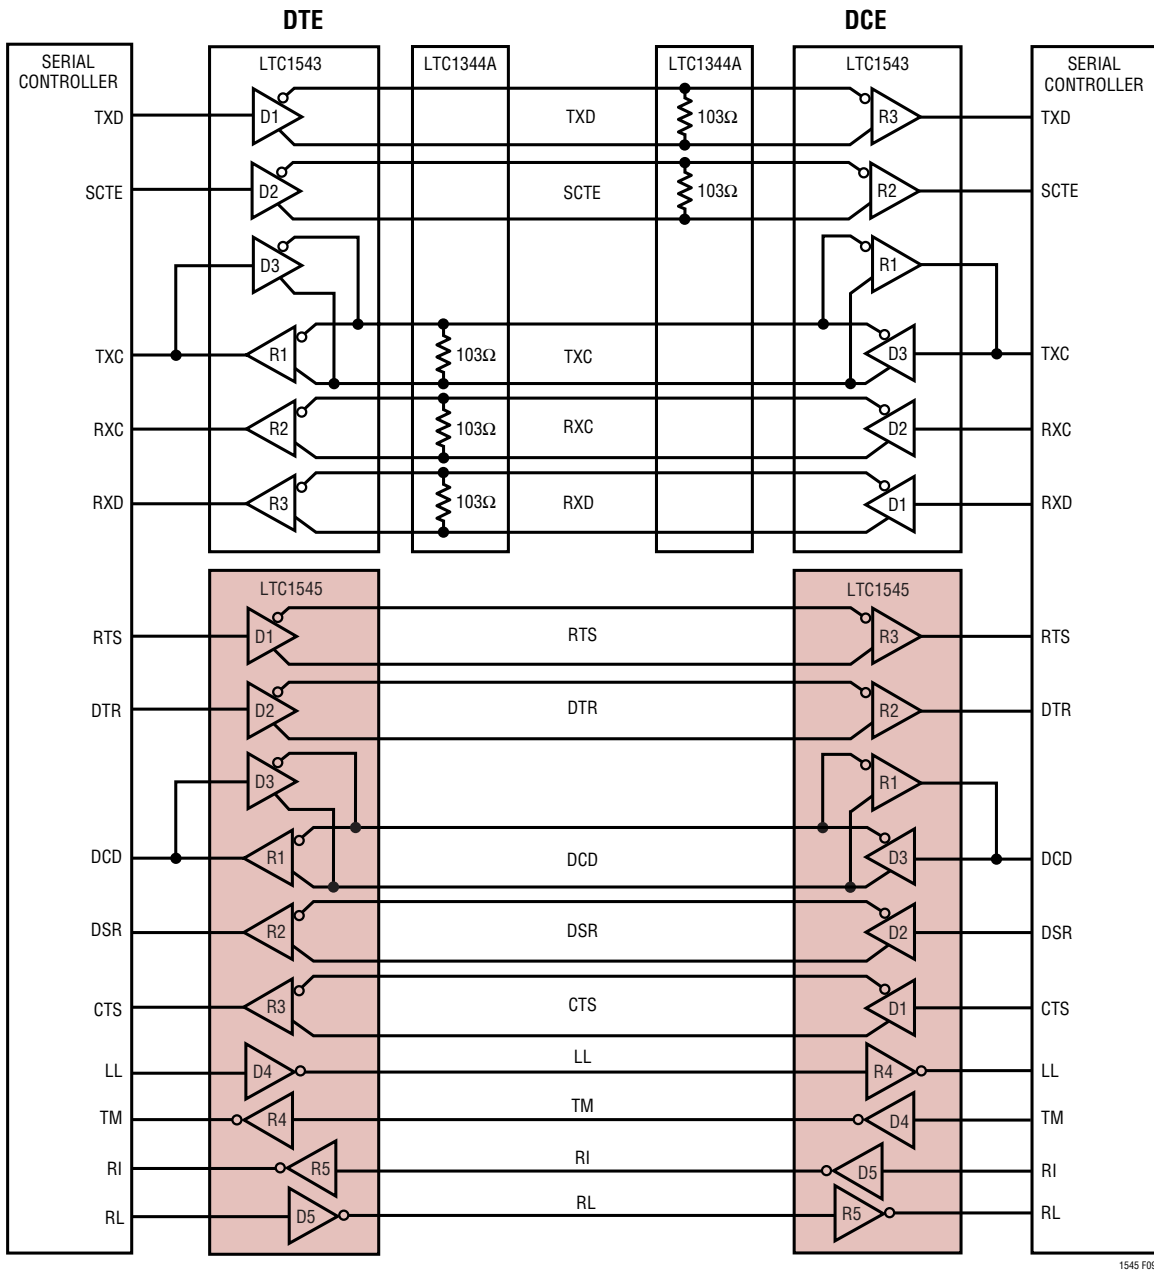 DTE DCE
SERIAL CONTROLLER LTC1543 LTC1344A LTC1344A LTC1543 SERIAL CONTROLLER
TXD D1 TXD 103Ω R3 TXD
SCTE D2 SCTE 103Ω R2 SCTE
D3 R1
TXC R1 103Ω TXC D3 TXC
RXC R2 103Ω RXC D2 RXC
RXD R3 103Ω RXD D1 RXD
LTC1545 LTC1545
RTS D1 RTS R3 RTS
DTR D2 DTR R2 DTR
D3 R1
DCD R1 DCD D3 DCD
DSR R2 DSR D2 DSR
CTS R3 CTS D1 CTS
LL D4 LL R4 LL
TM R4 TM D4 TM
RI R5 RI D5 RI
RL D5 RL R5 RL
1545 F09